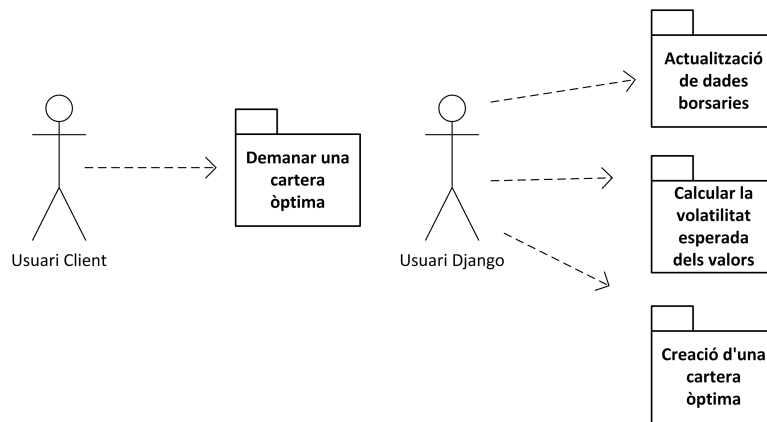 Demanar una
cartera
òptima
Usuari Client
Usuari Django
Actualització
de dades
borsaries
Calcular la
volatilitat
esperada
dels valors
Creació d'una
cartera
òptima